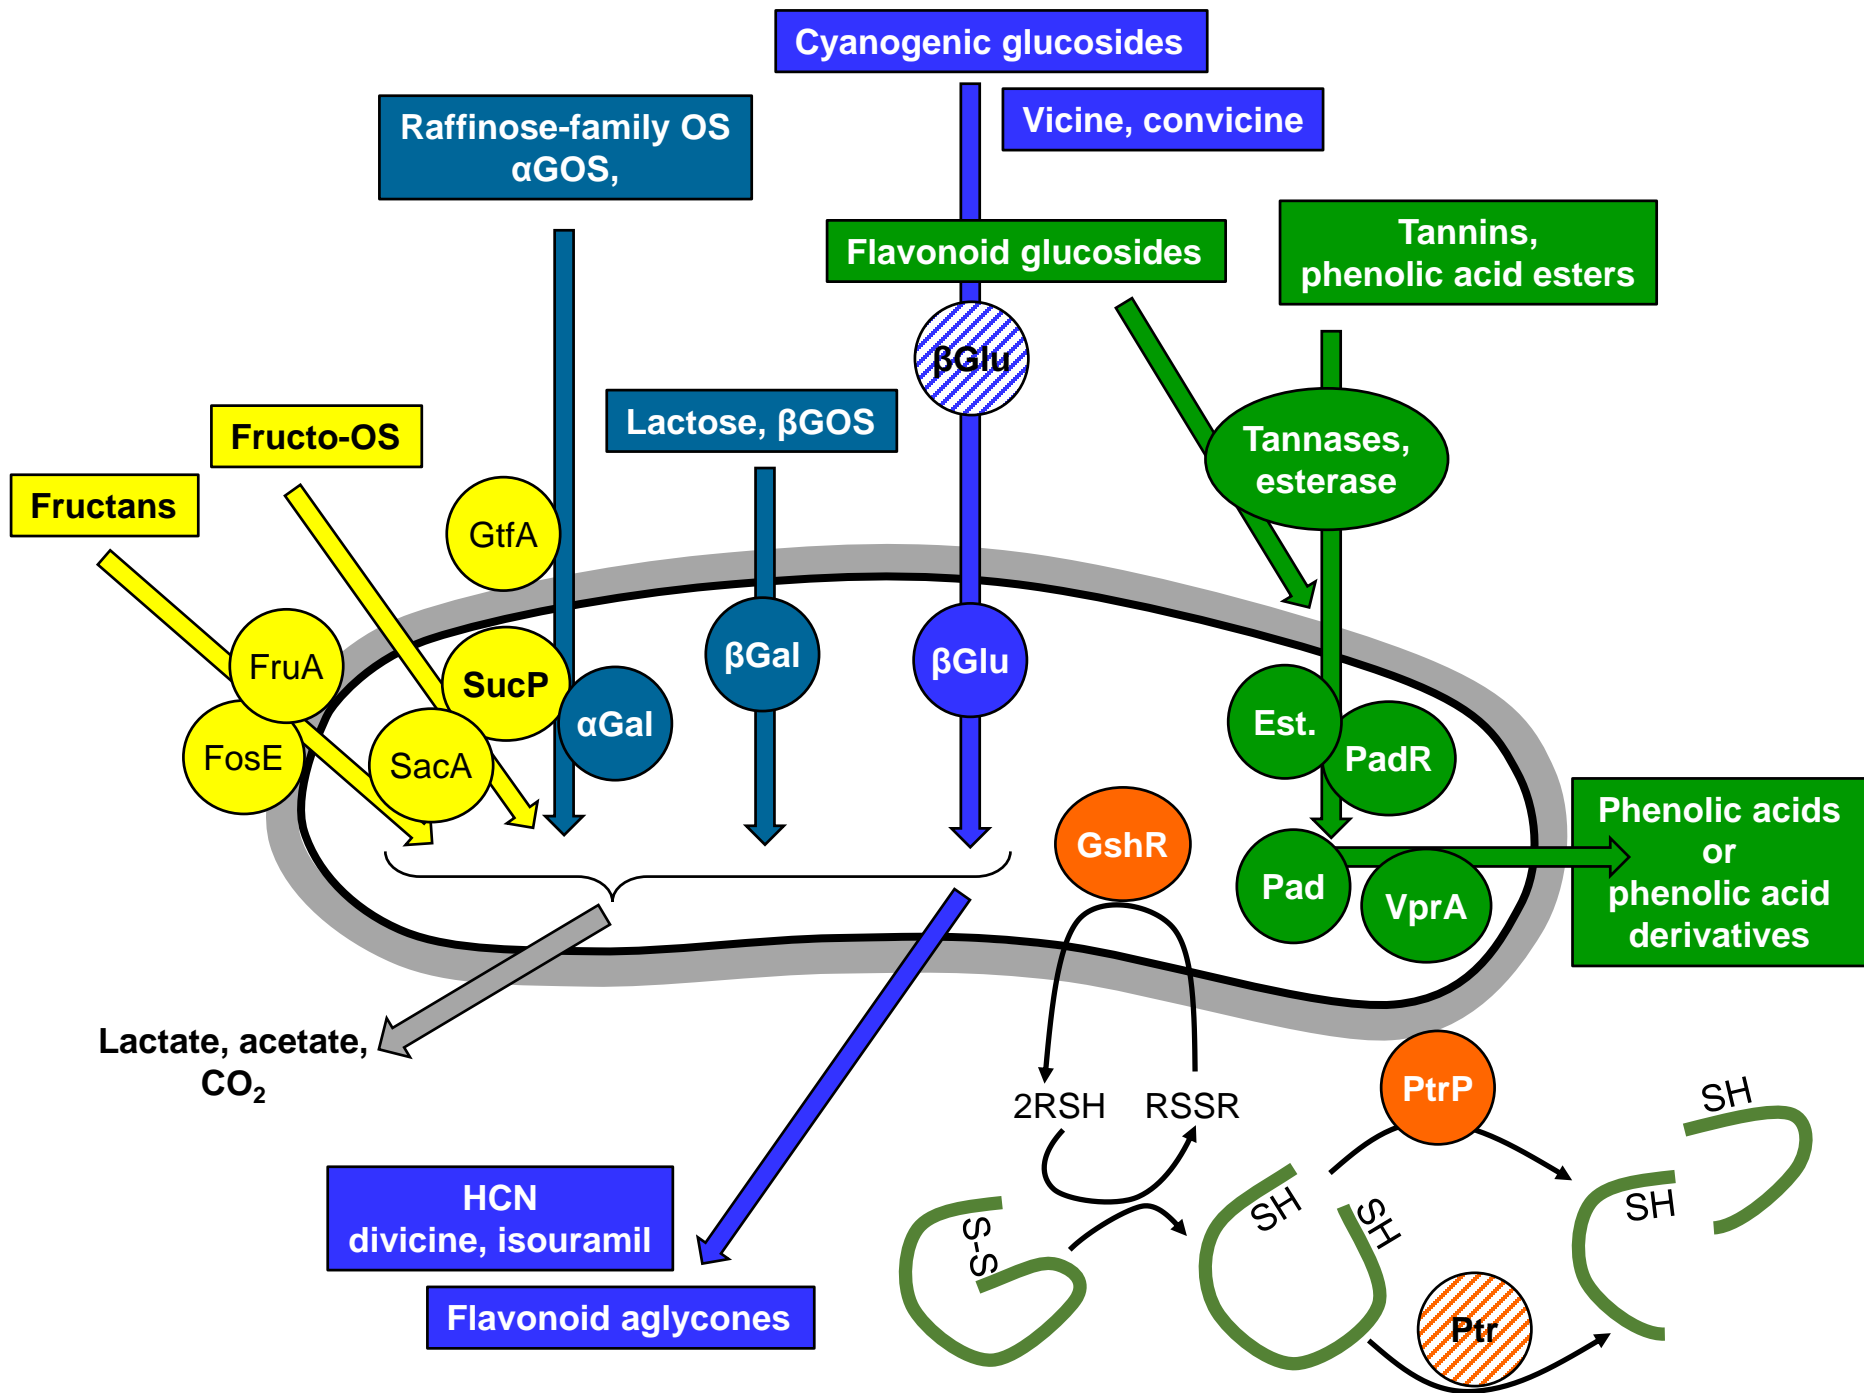 Cyanogenic glucosides
Vicine, convicine
Raffinose-family OS
αGOS,
Flavonoid glucosides
Tannins,
phenolic acid esters
βGlu
Lactose, βGOS
Fructo-OS
Tannases,
esterase
Fructans
GtfA
FruA
SucP
βGal
βGlu
αGal
Est.
PadR
FosE
SacA
GshR
Pad
VprA
Phenolic acids
or
phenolic acid
derivatives
Lactate, acetate,
CO₂
2RSH
RSSR
PtrP
SH
HCN
divicine, isouramil
S-S
SH
SH
SH
Flavonoid aglycones
Ptr